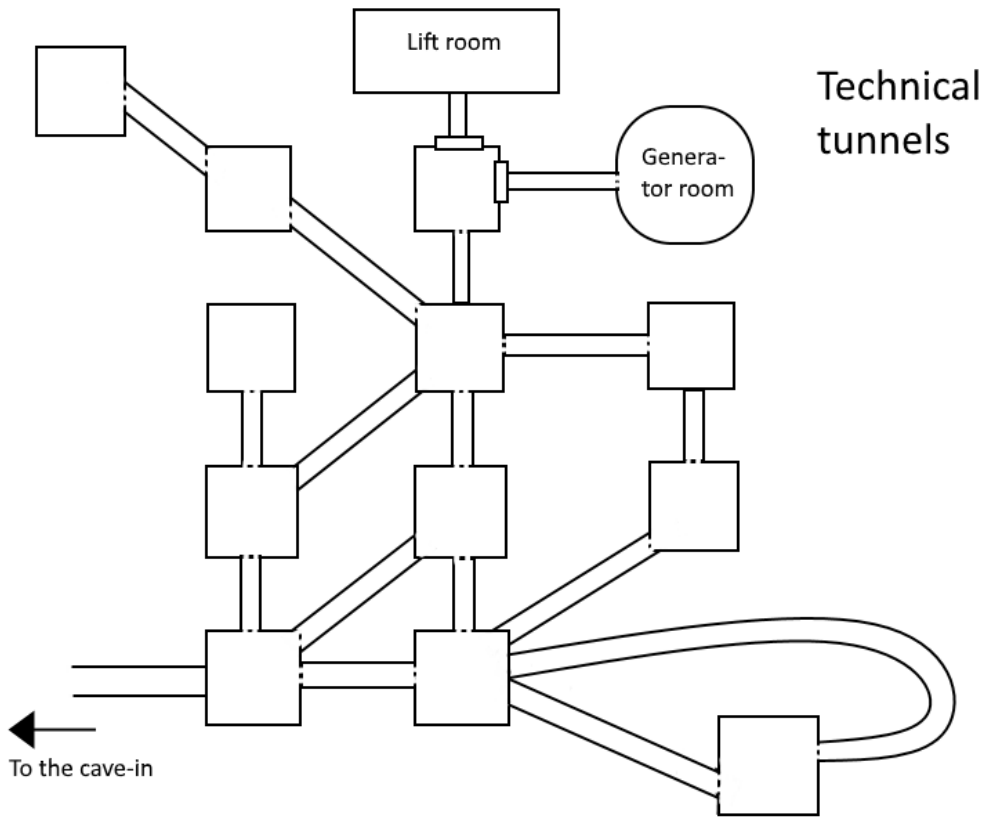 Lift room
Technical
tunnels
Genera-
tor room
To the cave-in